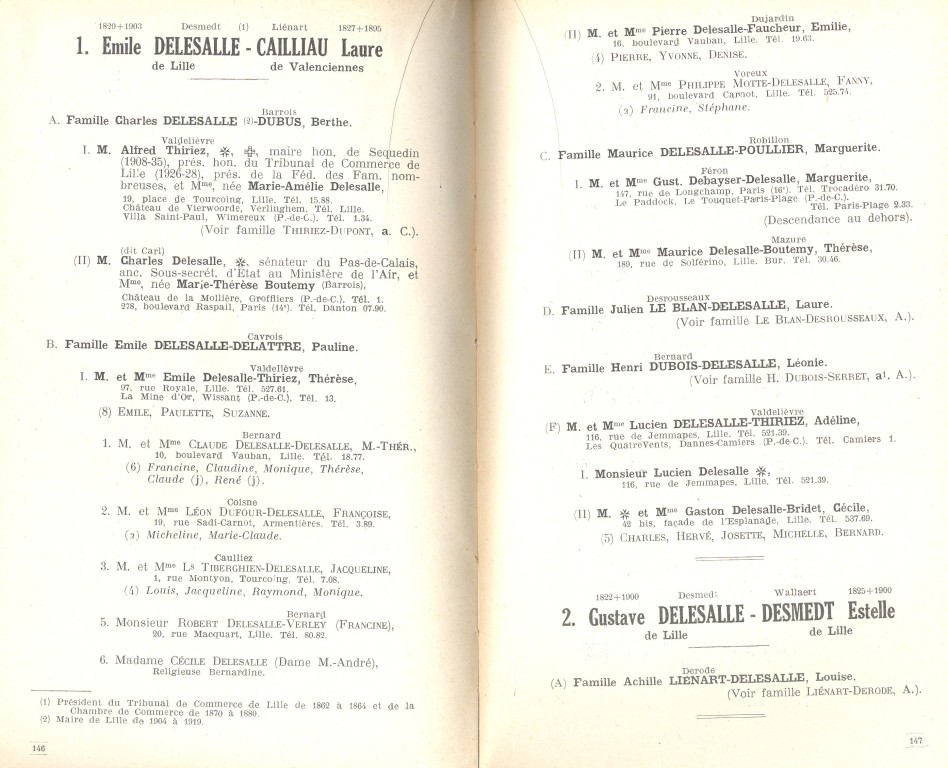 1829+1903 Desmedt (1) Liénart 1827+1895
1. Emile DELESALLE - CAILLIAU Laure
de Lille de Valenciennes
Barrois
A. Famille Charles DELESALLE (2)-DUBUS, Berthe.
Valdelièvre
I. M. Alfred Thiriez, ✻, ✙, maire hon. de Sequedin
(1908-35), prés. hon. du Tribunal de Commerce de
Lille (1926-28), prés. de la Féd. des Fam. nom-
breuses, et Mme, née Marie-Amélie Delesalle,
19, place de Tourcoing, Lille. Tél. 15.88.
Château de Vierwoorde, Verlinghem. Tél. Lille.
Villa Saint-Paul, Wimereux (P.-de-C.). Tél. 1.34.
(Voir famille THIRIEZ-DUPONT, a. C.).
(dit Carl)
(II) M. Charles Delesalle, ✻, sénateur du Pas-de-Calais,
anc. Sous-secrét. d'Etat au Ministère de l'Air, et
Mme, née Marie-Thérèse Boutemy (Barrois),
Château de la Mollière, Groffliers (P.-de-C.). Tél. 1.
278, boulevard Raspail, Paris (14e). Tél. Danton 07.90.
Cavrois
B. Famille Emile DELESALLE-DELATTRE, Pauline.
Valdelièvre
I. M. et Mme Emile Delesalle-Thiriez, Thérèse,
97, rue Royale, Lille. Tél. 527.61.
La Mine d'Or, Wissant (P.-de-C.). Tél. 13.
(8) EMILE, PAULETTE, SUZANNE.
Bernard
1. M. et Mme CLAUDE DELESALLE-DELESALLE, M.-THÉR.,
10, boulevard Vauban, Lille. Tél. 18.77.
(6) Francine, Claudine, Monique, Thérèse,
Claude (j), René (j).
Coisne
2. M. et Mme LÉON DUFOUR-DELESALLE, FRANÇOISE,
19, rue Sadi-Carnot, Armentières. Tél. 3.89.
(2) Micheline, Marie-Claude.
Caulliez
3. M. et Mme Ls TIBERGHIEN-DELESALLE, JACQUELINE,
1, rue Montyon, Tourcoing. Tél. 7.08.
(4) Louis, Jacqueline, Raymond, Monique.
Bernard
5. Monsieur ROBERT DELESALLE-VERLEY (FRANCINE),
20, rue Macquart, Lille. Tél. 80.82.
6. Madame CÉCILE DELESALLE (Dame M.-André),
Religieuse Bernardine.
(1) Président du Tribunal de Commerce de Lille de 1862 à 1864 et de la
Chambre de Commerce de 1870 à 1880.
(2) Maire de Lille de 1904 à 1919.
146
Dujardin
(II) M. et Mme Pierre Delesalle-Faucheur, Emilie,
16, boulevard Vauban, Lille. Tél. 19.63.
(4) PIERRE, YVONNE, DENISE.
Voreux
2. M. et Mme PHILIPPE MOTTE-DELESALLE, FANNY,
91, boulevard Carnot, Lille. Tél. 525.74.
(2) Francine, Stéphane.
Robillon
C. Famille Maurice DELESALLE-POULLIER, Marguerite.
Féron
I. M. et Mme Gust. Debayser-Delesalle, Marguerite,
147, rue de Longchamp, Paris (16e). Tél. Trocadéro 31.70.
Le Paddock, Le Touquet-Paris-Plage (P.-de-C.).
Tél. Paris-Plage 2.33.
(Descendance au dehors).
Mazure
(II) M. et Mme Maurice Delesalle-Boutemy, Thérèse,
189, rue de Solférino, Lille. Bur. Tél. 30.46.
Desrousseaux
D. Famille Julien LE BLAN-DELESALLE, Laure.
(Voir famille LE BLAN-DESROUSSEAUX, A.).
Bernard
E. Famille Henri DUBOIS-DELESALLE, Léonie.
(Voir famille H. DUBOIS-SERRET, a1. A.).
Valdelièvre
(F) M. et Mme Lucien DELESALLE-THIRIEZ, Adéline,
116, rue de Jemmapes, Lille. Tél. 521.39.
Les QuatreVents, Dannes-Camiers (P.-de-C.). Tél. Camiers 1.
I. Monsieur Lucien Delesalle ✻,
116, rue de Jemmapes, Lille. Tél. 521.39.
(II) M. ✻ et Mme Gaston Delesalle-Bridet, Cécile,
42 bis, façade de l'Esplanade, Lille. Tél. 537.69.
(5) CHARLES, HERVÉ, JOSETTE, MICHELLE, BERNARD.
1822+1900 Desmedt Wallaert 1825+1900
2. Gustave DELESALLE - DESMEDT Estelle
de Lille de Lille
Derode
(A) Famille Achille LIÉNART-DELESALLE, Louise.
(Voir famille LIÉNART-DERODE, A.).
147